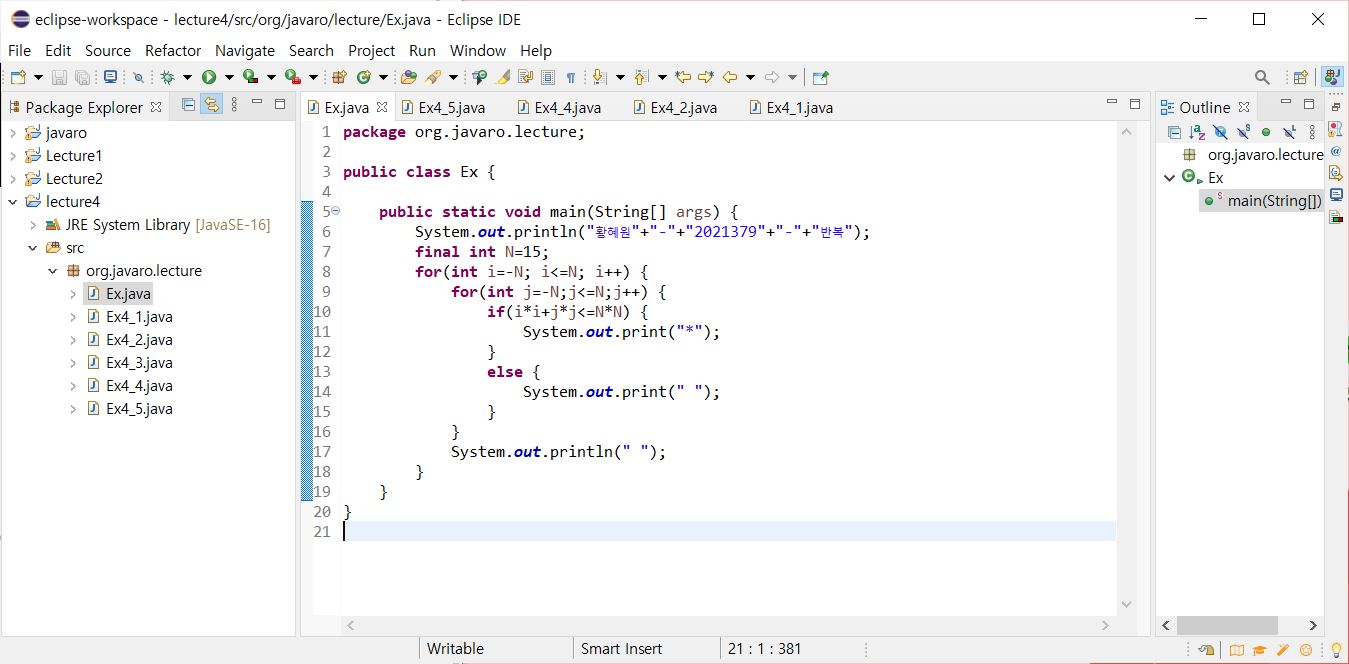 eclipse-workspace - lecture4/src/org/javaro/lecture/Ex.java - Eclipse IDE
File Edit Source Refactor Navigate Search Project Run Window Help
Package Explorer
javaro
Lecture1
Lecture2
lecture4
JRE System Library [JavaSE-16]
src
org.javaro.lecture
Ex.java
Ex4_1.java
Ex4_2.java
Ex4_3.java
Ex4_4.java
Ex4_5.java
Ex.java Ex4_5.java Ex4_4.java Ex4_2.java Ex4_1.java
1 package org.javaro.lecture;
2
3 public class Ex {
4
5 public static void main(String[] args) {
6 System.out.println("황혜원"+"-"+"2021379"+"-"+"반복");
7 final int N=15;
8 for(int i=-N; i<=N; i++) {
9 for(int j=-N;j<=N;j++) {
10 if(i*i+j*j<=N*N) {
11 System.out.print("*");
12 }
13 else {
14 System.out.print(" ");
15 }
16 }
17 System.out.println(" ");
18 }
19 }
20 }
21
Outline
org.javaro.lecture
Ex
main(String[])
Writable Smart Insert 21 : 1 : 381